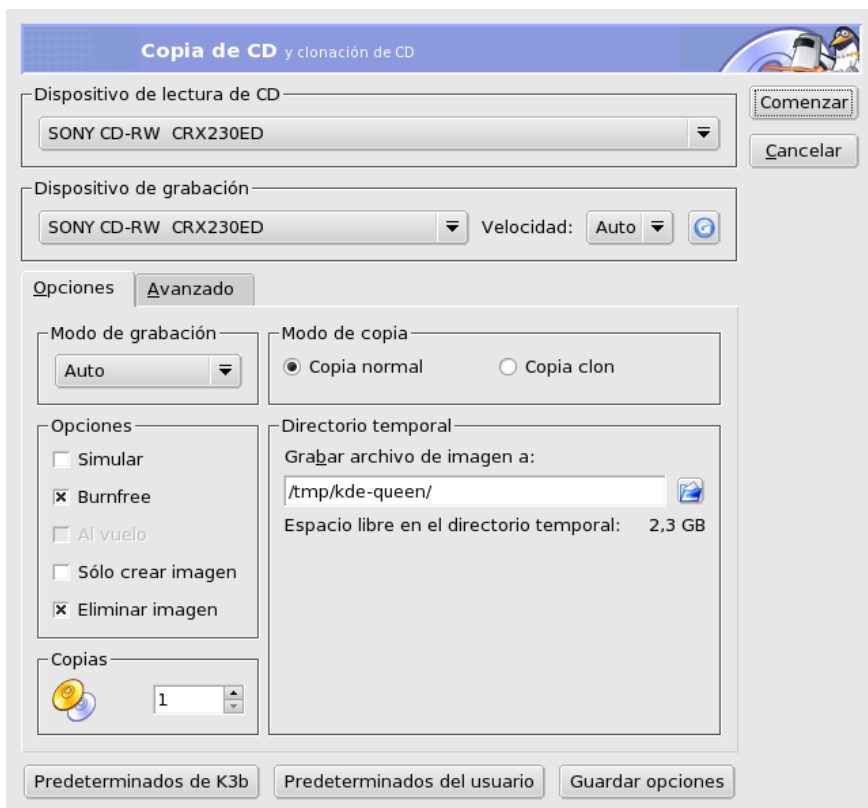 Copia de CD y clonación de CD
Dispositivo de lectura de CD
Comenzar
SONY CD-RW CRX230ED
Cancelar
Dispositivo de grabación
SONY CD-RW CRX230ED Velocidad: Auto
Opciones Avanzado
Modo de grabación
Auto
Modo de copia
Copia normal Copia clon
Opciones
Simular
Burnfree
Al vuelo
Sólo crear imagen
Eliminar imagen
Directorio temporal
Grabar archivo de imagen a:
/tmp/kde-queen/
Espacio libre en el directorio temporal: 2,3 GB
Copias
1
Predeterminados de K3b Predeterminados del usuario Guardar opciones